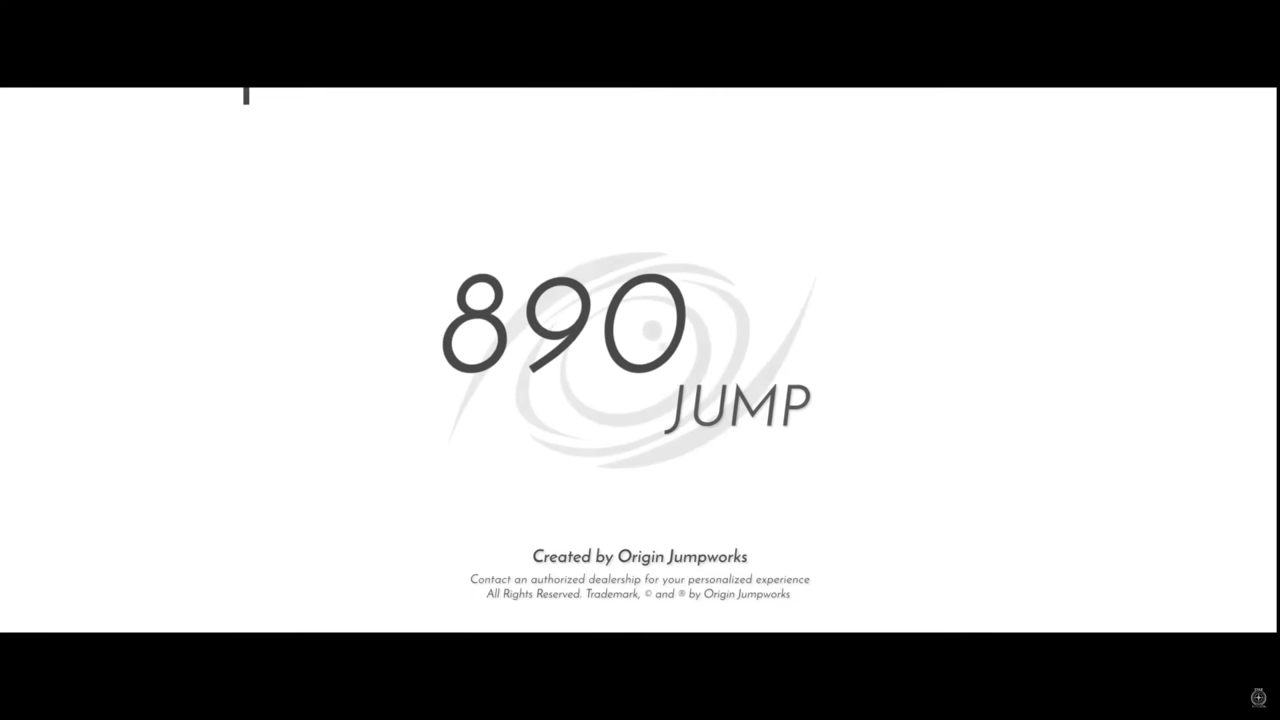 890
JUMP
Created by Origin Jumpworks
Contact an authorized dealership for your personalized experience
All Rights Reserved. Trademark, © and ® by Origin Jumpworks